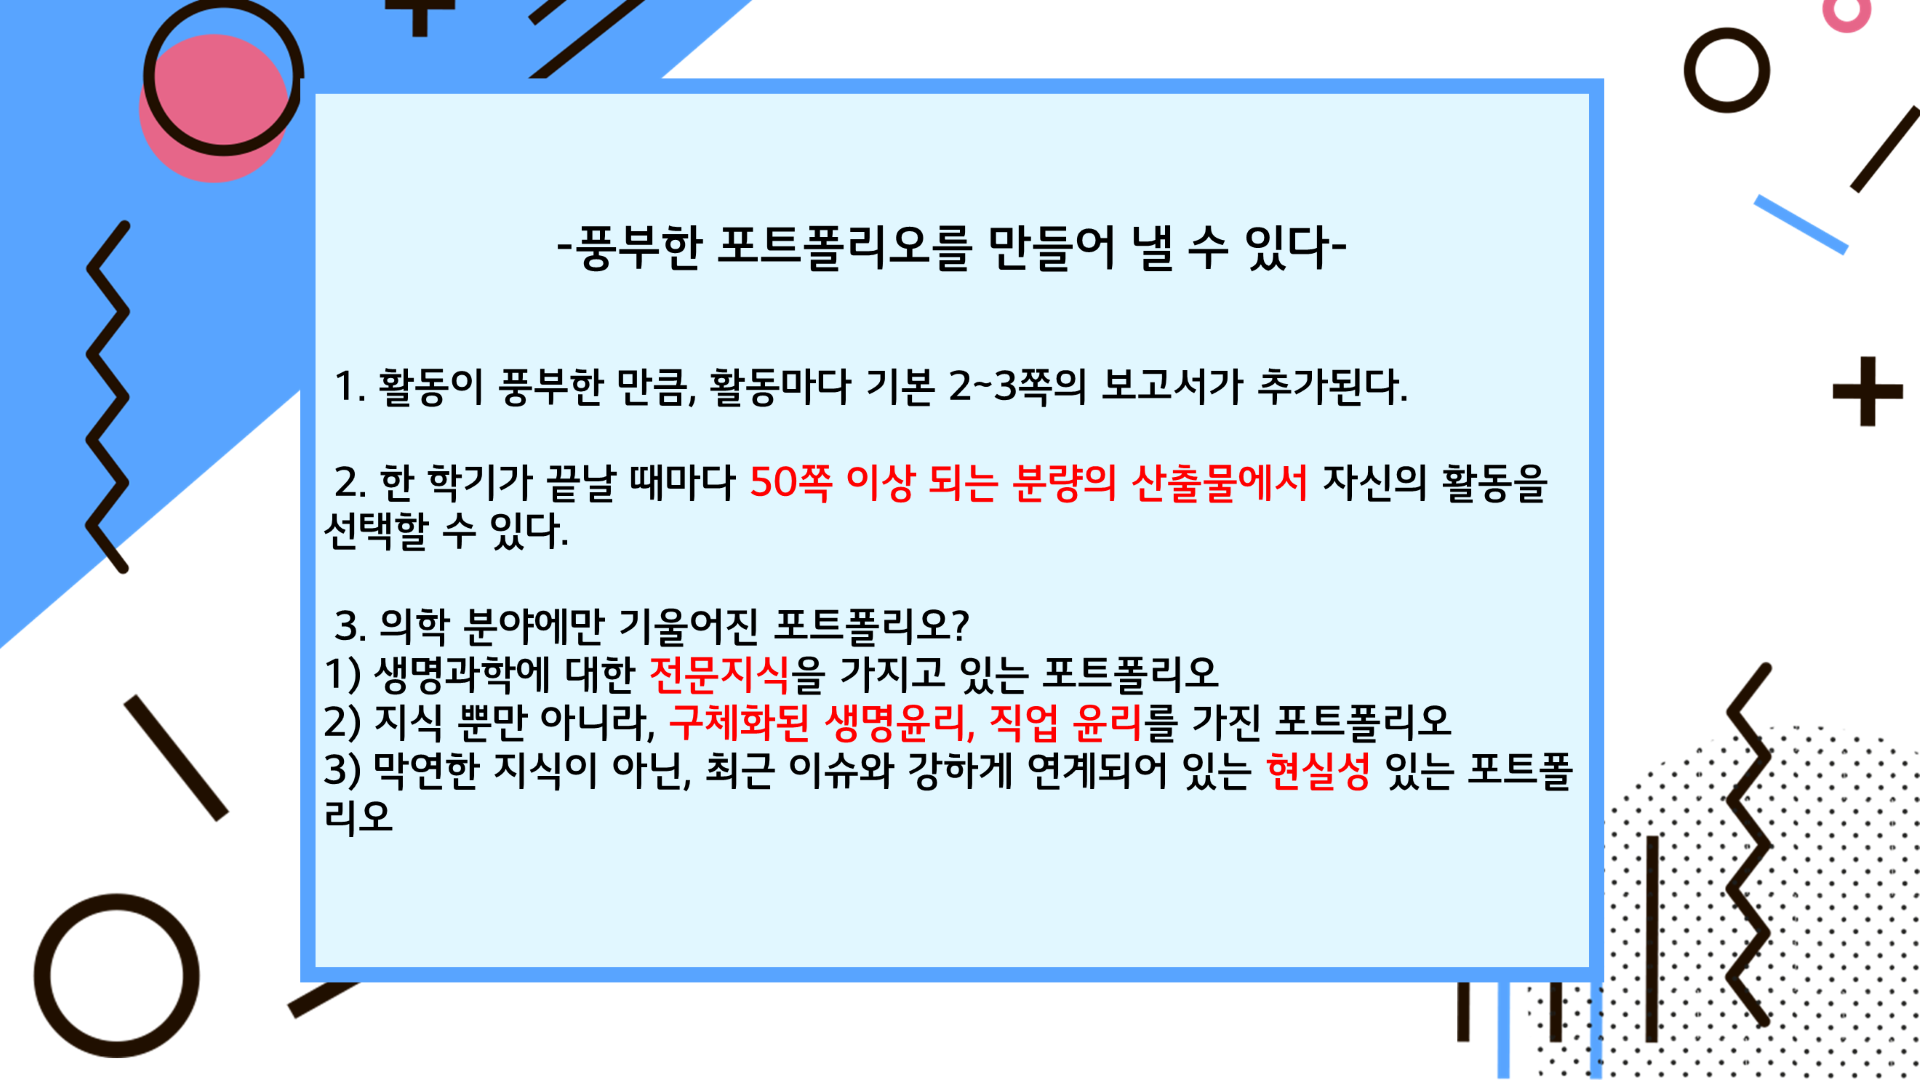 -풍부한 포트폴리오를 만들어 낼 수 있다-
1. 활동이 풍부한 만큼, 활동마다 기본 2~3쪽의 보고서가 추가된다.
2. 한 학기가 끝날 때마다 50쪽 이상 되는 분량의 산출물에서 자신의 활동을
선택할 수 있다.
3. 의학 분야에만 기울어진 포트폴리오?
1) 생명과학에 대한 전문지식을 가지고 있는 포트폴리오
2) 지식 뿐만 아니라, 구체화된 생명윤리, 직업 윤리를 가진 포트폴리오
3) 막연한 지식이 아닌, 최근 이슈와 강하게 연계되어 있는 현실성 있는 포트폴
리오